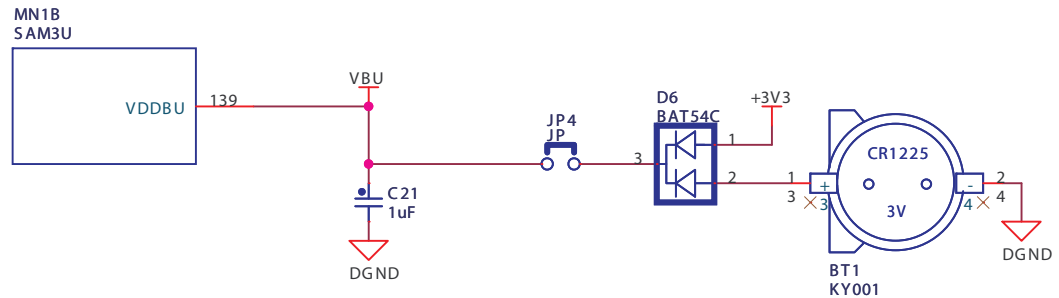 MN1B
SAM3U
VDDBU
139
VBU
C21
1uF
DGND
JP4
JP
3
D6
BAT54C
1
2
+3V3
1
3
+
3
CR1225
3V
-
4
2
4
BT1
KY001
DGND